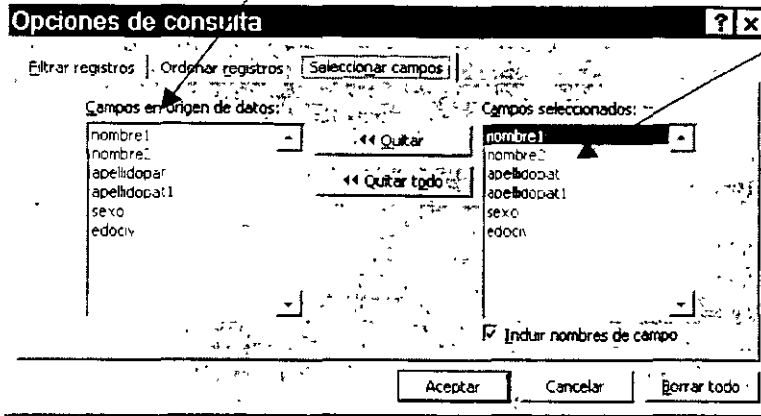 Opciones de consulta
Filtrar registros Ordenar registros Seleccionar campos
Campos en origen de datos: Campos seleccionados:
nombre1 nombre1
nombre2 nombre2
apellidopat apellidopat
apellidopat1 apellidopat1
sexo sexo
edociv edociv
Quitar
Quitar todo
Incluir nombres de campo
Aceptar Cancelar Borrar todo